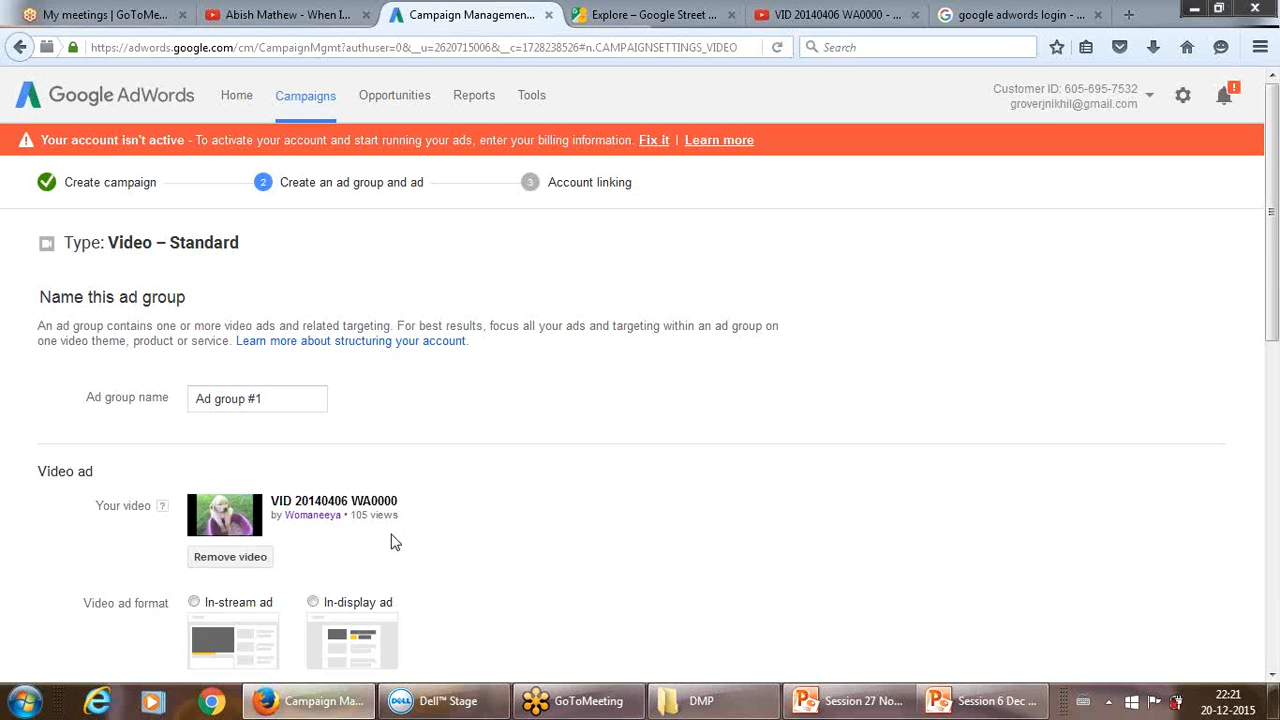 My meetings | GoToMe...
Abish Mathew - When I...
Campaign Management...
Explore – Google Street ...
VID 20140406 WA0000 - ...
google adwords login - ...
https://adwords.google.com/cm/CampaignMgmt?authuser=0&__u=2620715006&__c=1728238526#n.CAMPAIGNSETTINGS_VIDEO
Search
Google AdWords
Home
Campaigns
Opportunities
Reports
Tools
Customer ID: 605-695-7532
groverjnikhil@gmail.com
Your account isn't active - To activate your account and start running your ads, enter your billing information. Fix it | Learn more
Create campaign
2 Create an ad group and ad
3 Account linking
Type: Video – Standard
Name this ad group
An ad group contains one or more video ads and related targeting. For best results, focus all your ads and targeting within an ad group on
one video theme, product or service. Learn more about structuring your account.
Ad group name
Ad group #1
Video ad
Your video ?
VID 20140406 WA0000
by Womaneeya • 105 views
Remove video
Video ad format
In-stream ad
In-display ad
Campaign Ma...
Dell™ Stage
GoToMeeting
DMP
Session 27 No...
Session 6 Dec ...
22:21
20-12-2015